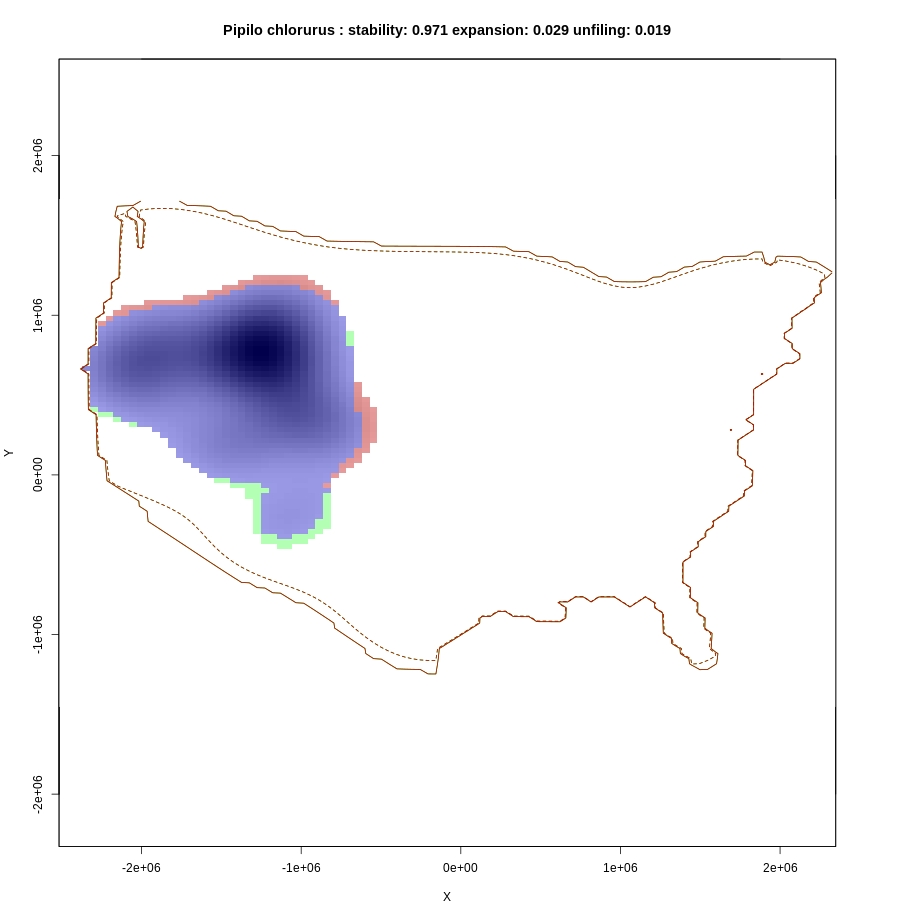 Pipilo chlorurus : stability: 0.971 expansion: 0.029 unfiling: 0.019
2e+06
1e+06
0e+00
-1e+06
-2e+06
Y
-2e+06 -1e+06 0e+00 1e+06 2e+06
X